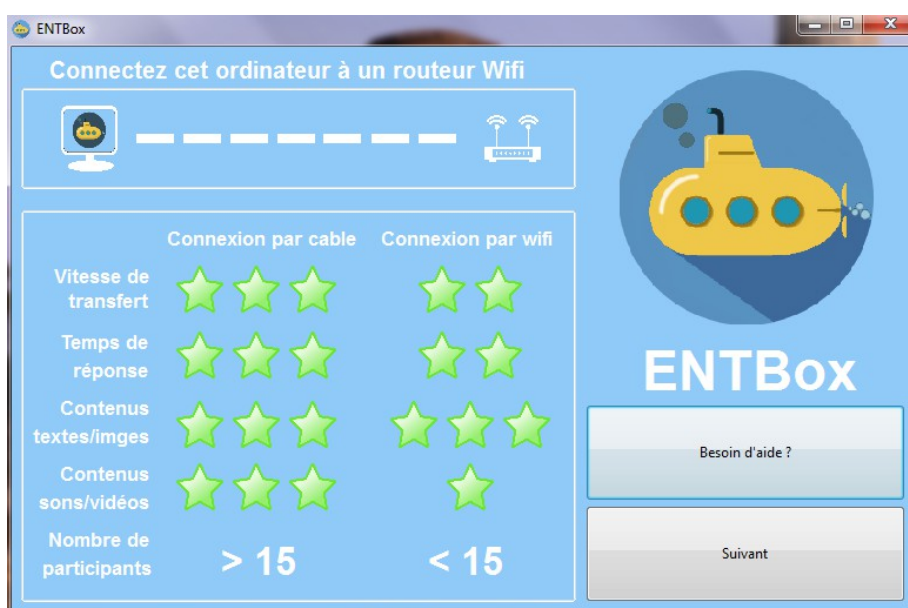 ENTBox
Connectez cet ordinateur à un routeur Wifi
Connexion par cable Connexion par wifi
Vitesse de
transfert
Temps de
réponse
Contenus
textes/imges
Contenus
sons/vidéos
Nombre de
participants
> 15 < 15
ENTBox
Besoin d'aide ?
Suivant